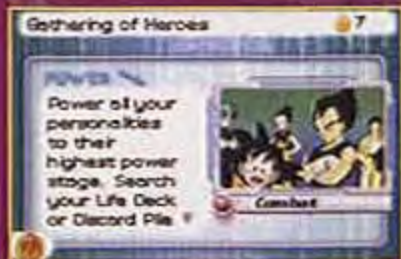 Gathering of Heroes 7
POWER
Power all your
personalities
to their
highest power
stage. Search
your Life Deck
or Discard Pile
Combat